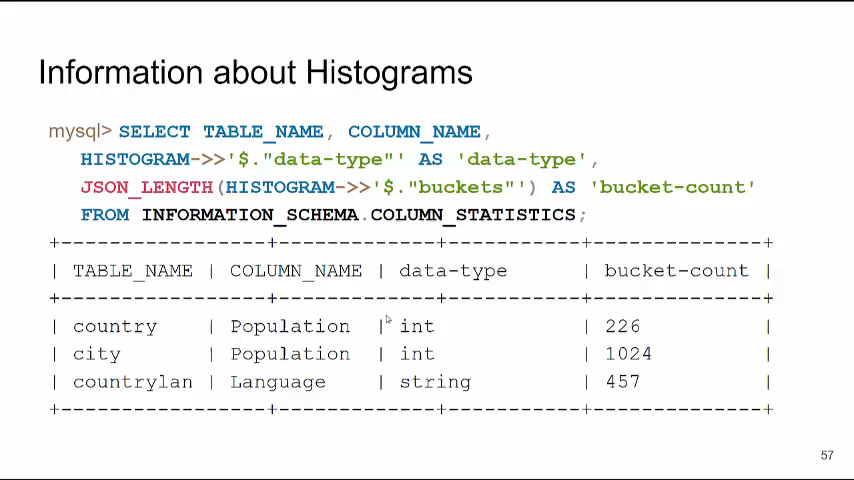 Information about Histograms
mysql> SELECT TABLE_NAME, COLUMN_NAME,
HISTOGRAM->>'$."data-type"' AS 'data-type',
JSON_LENGTH(HISTOGRAM->>'$."buckets"') AS 'bucket-count'
FROM INFORMATION_SCHEMA.COLUMN_STATISTICS;
+-----------------+-------------+-----------+--------------+
| TABLE_NAME | COLUMN_NAME | data-type | bucket-count |
+-----------------+-------------+-----------+--------------+
| country | Population | int | 226 |
| city | Population | int | 1024 |
| countrylan | Language | string | 457 |
+-----------------+-------------+-----------+--------------+
57